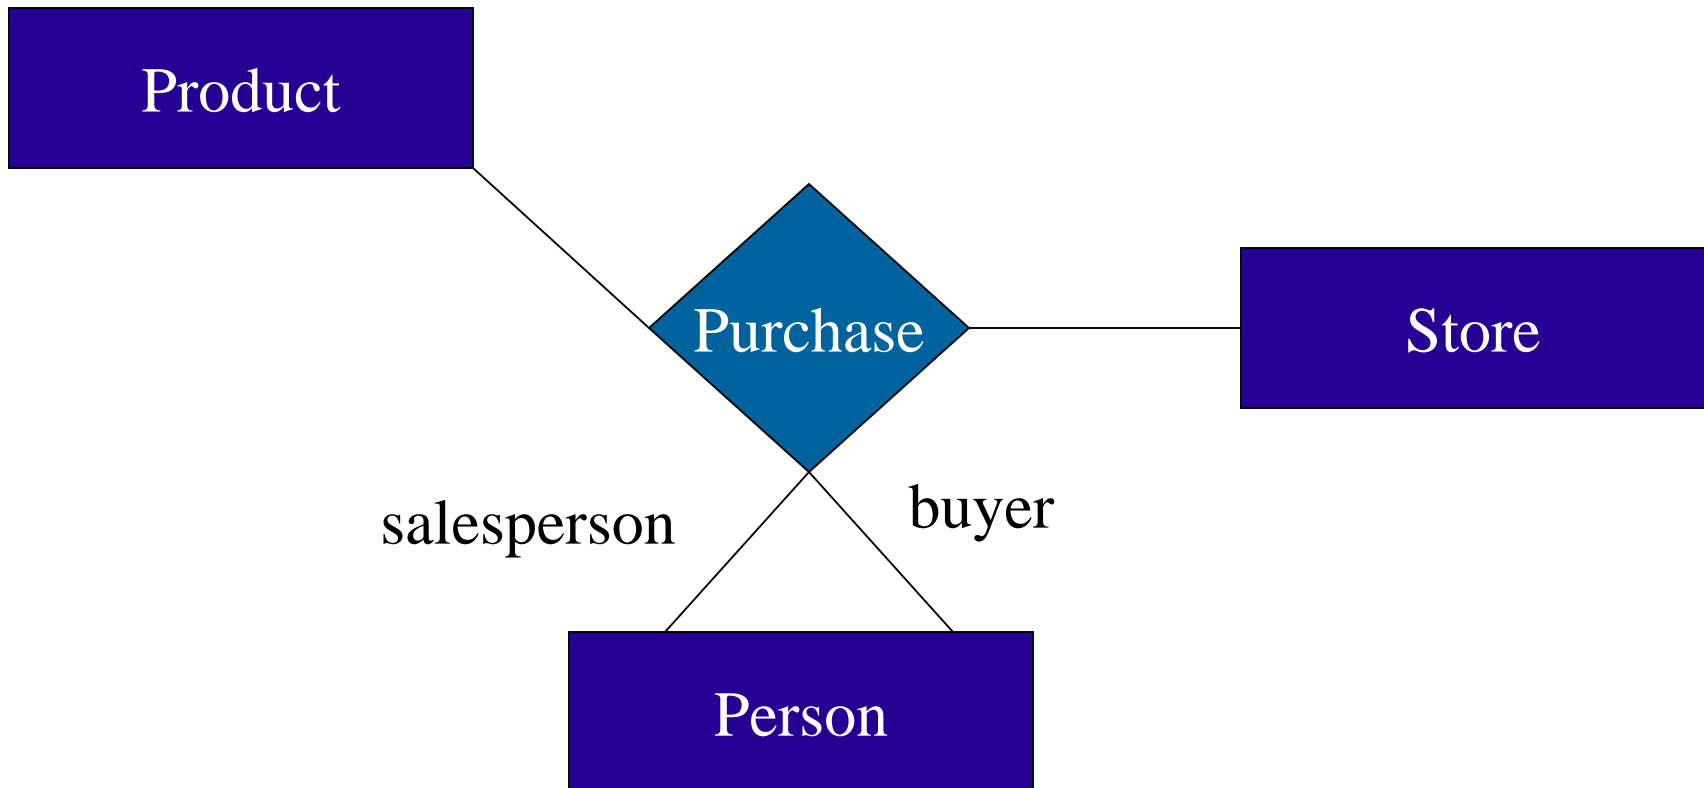 Product
Purchase
Store
salesperson
buyer
Person